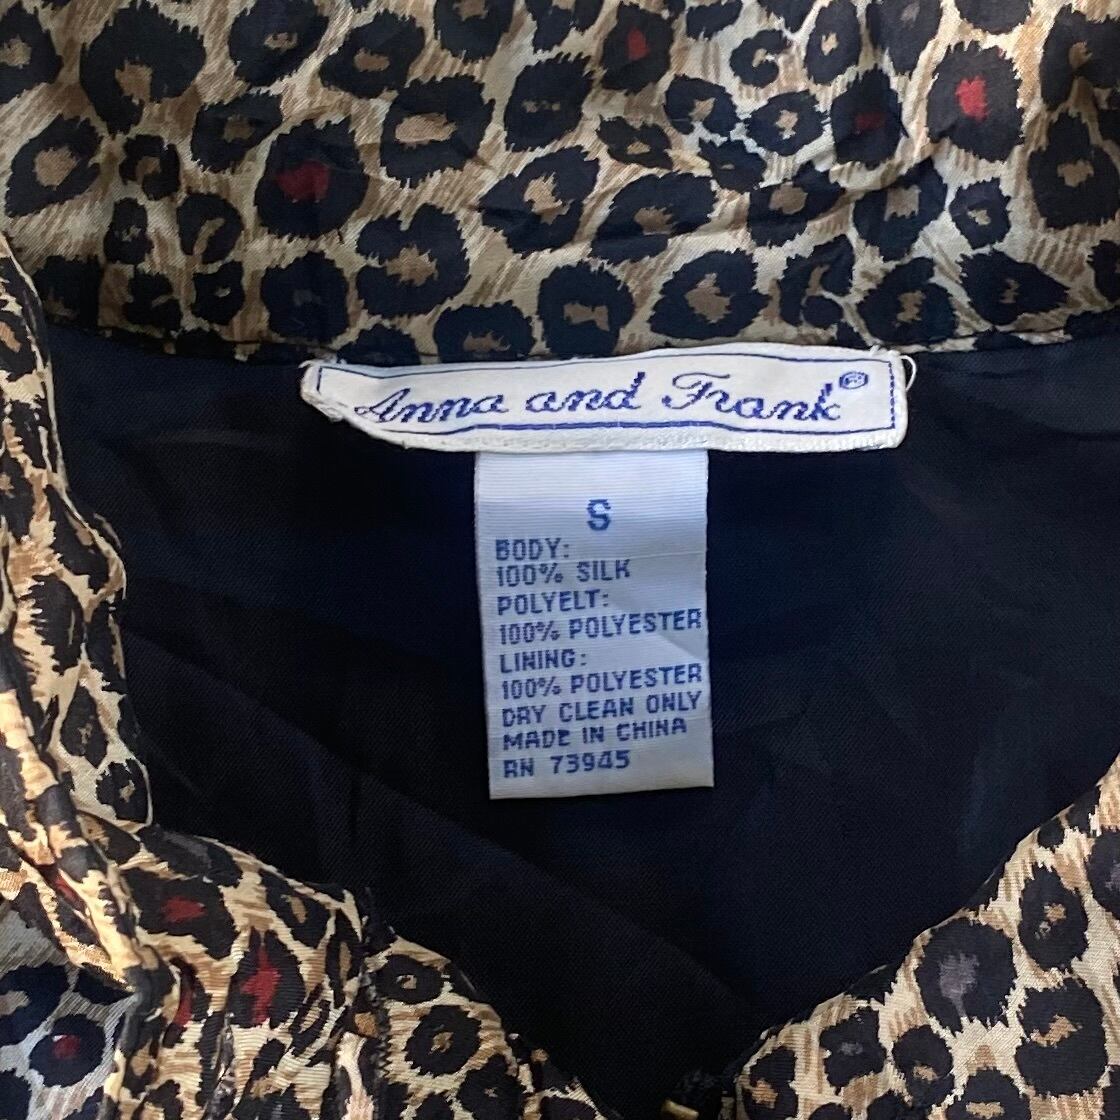 Anna and Frank®
S
BODY:
100% SILK
POLYELT:
100% POLYESTER
LINING:
100% POLYESTER
DRY CLEAN ONLY
MADE IN CHINA
RN 73945